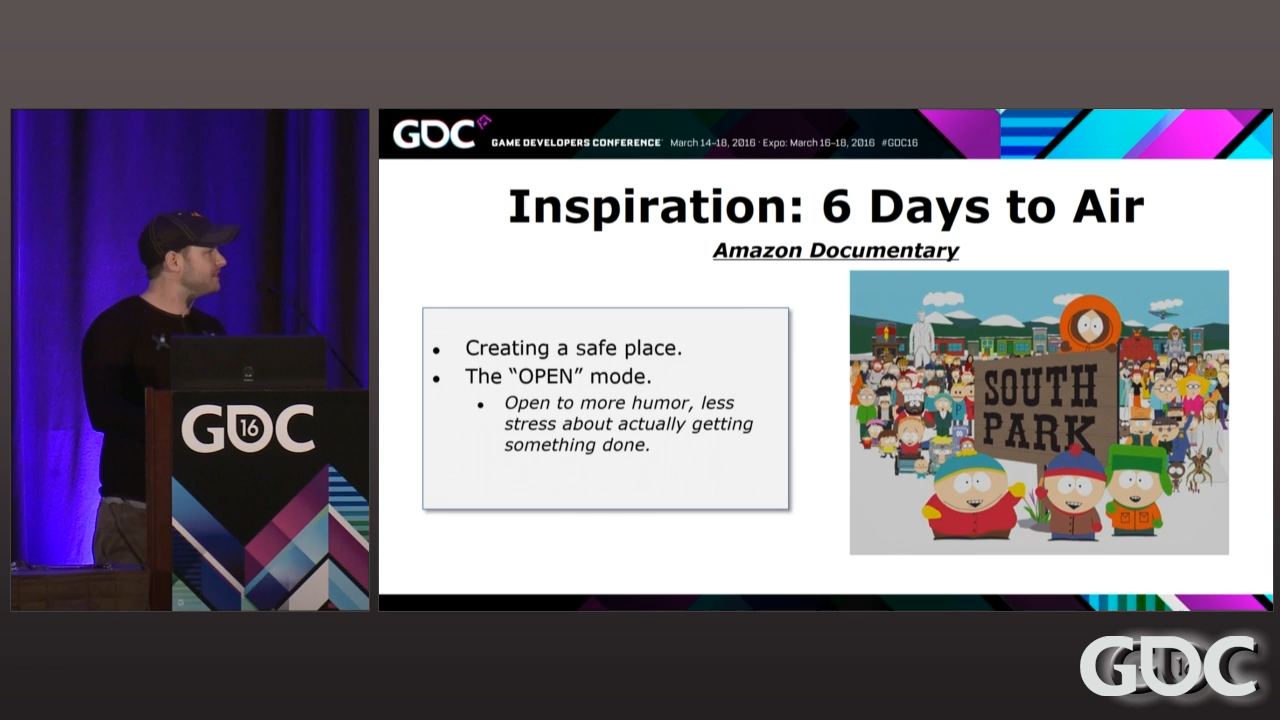 GDC
GAME DEVELOPERS CONFERENCE March 14-18, 2016 · Expo: March 16-18, 2016 #GDC16
Inspiration: 6 Days to Air
Amazon Documentary
• Creating a safe place.
• The “OPEN” mode.
• Open to more humor, less
stress about actually getting
something done.
SOUTH
PARK
GDC
16
GDC